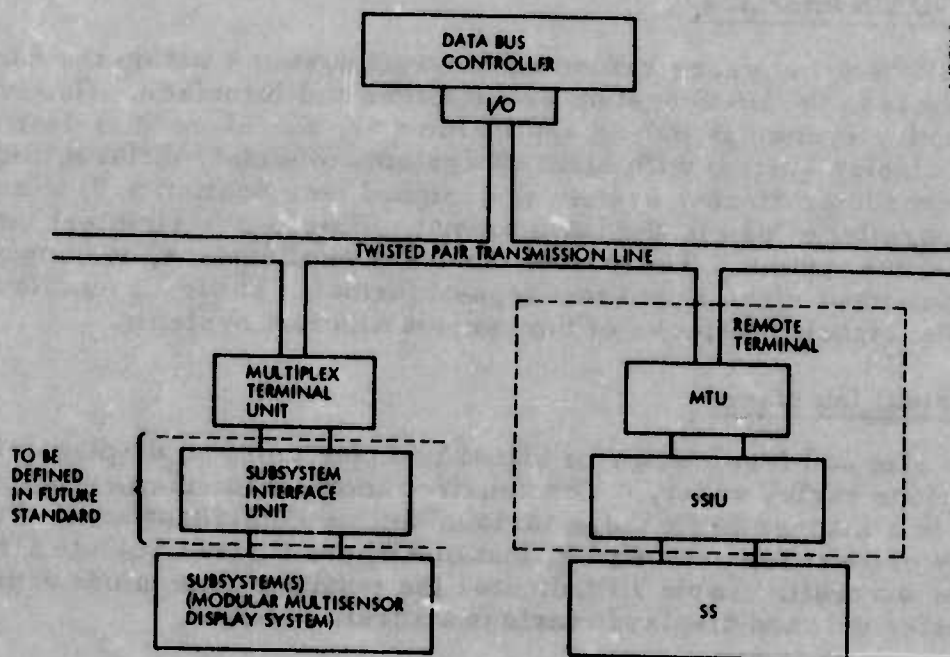 DATA BUS
CONTROLLER
I/O
TWISTED PAIR TRANSMISSION LINE
REMOTE
TERMINAL
MULTIPLEX
TERMINAL
UNIT
MTU
TO BE
DEFINED
IN FUTURE
STANDARD
SUBSYSTEM
INTERFACE
UNIT
SSIU
SUBSYSTEM(S)
(MODULAR MULTISENSOR
DISPLAY SYSTEM)
SS